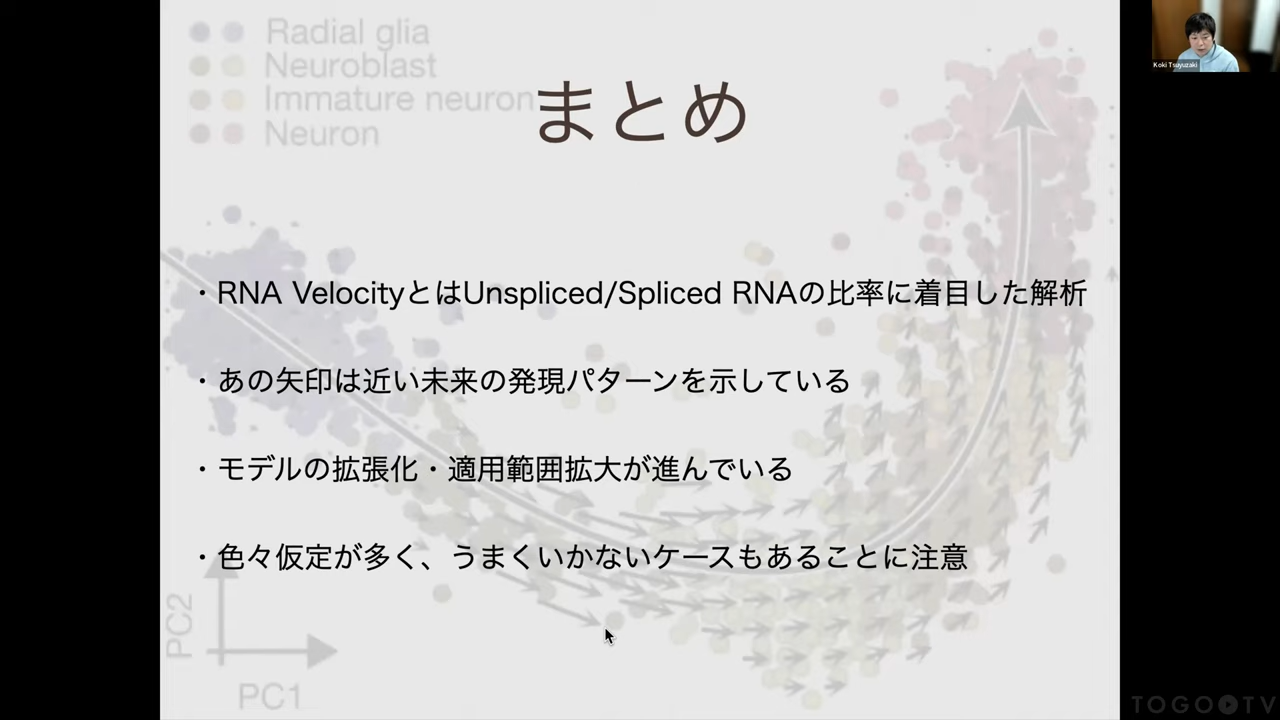 Radial glia
Neuroblast
Immature neuron
Neuron
まとめ
・RNA VelocityとはUnspliced/Spliced RNAの比率に着目した解析
・あの矢印は近い未来の発現パターンを示している
・モデルの拡張化・適用範囲拡大が進んでいる
・色々仮定が多く、うまくいかないケースもあることに注意
PC2
PC1
Koki Tsuyuzaki
TOGOTV